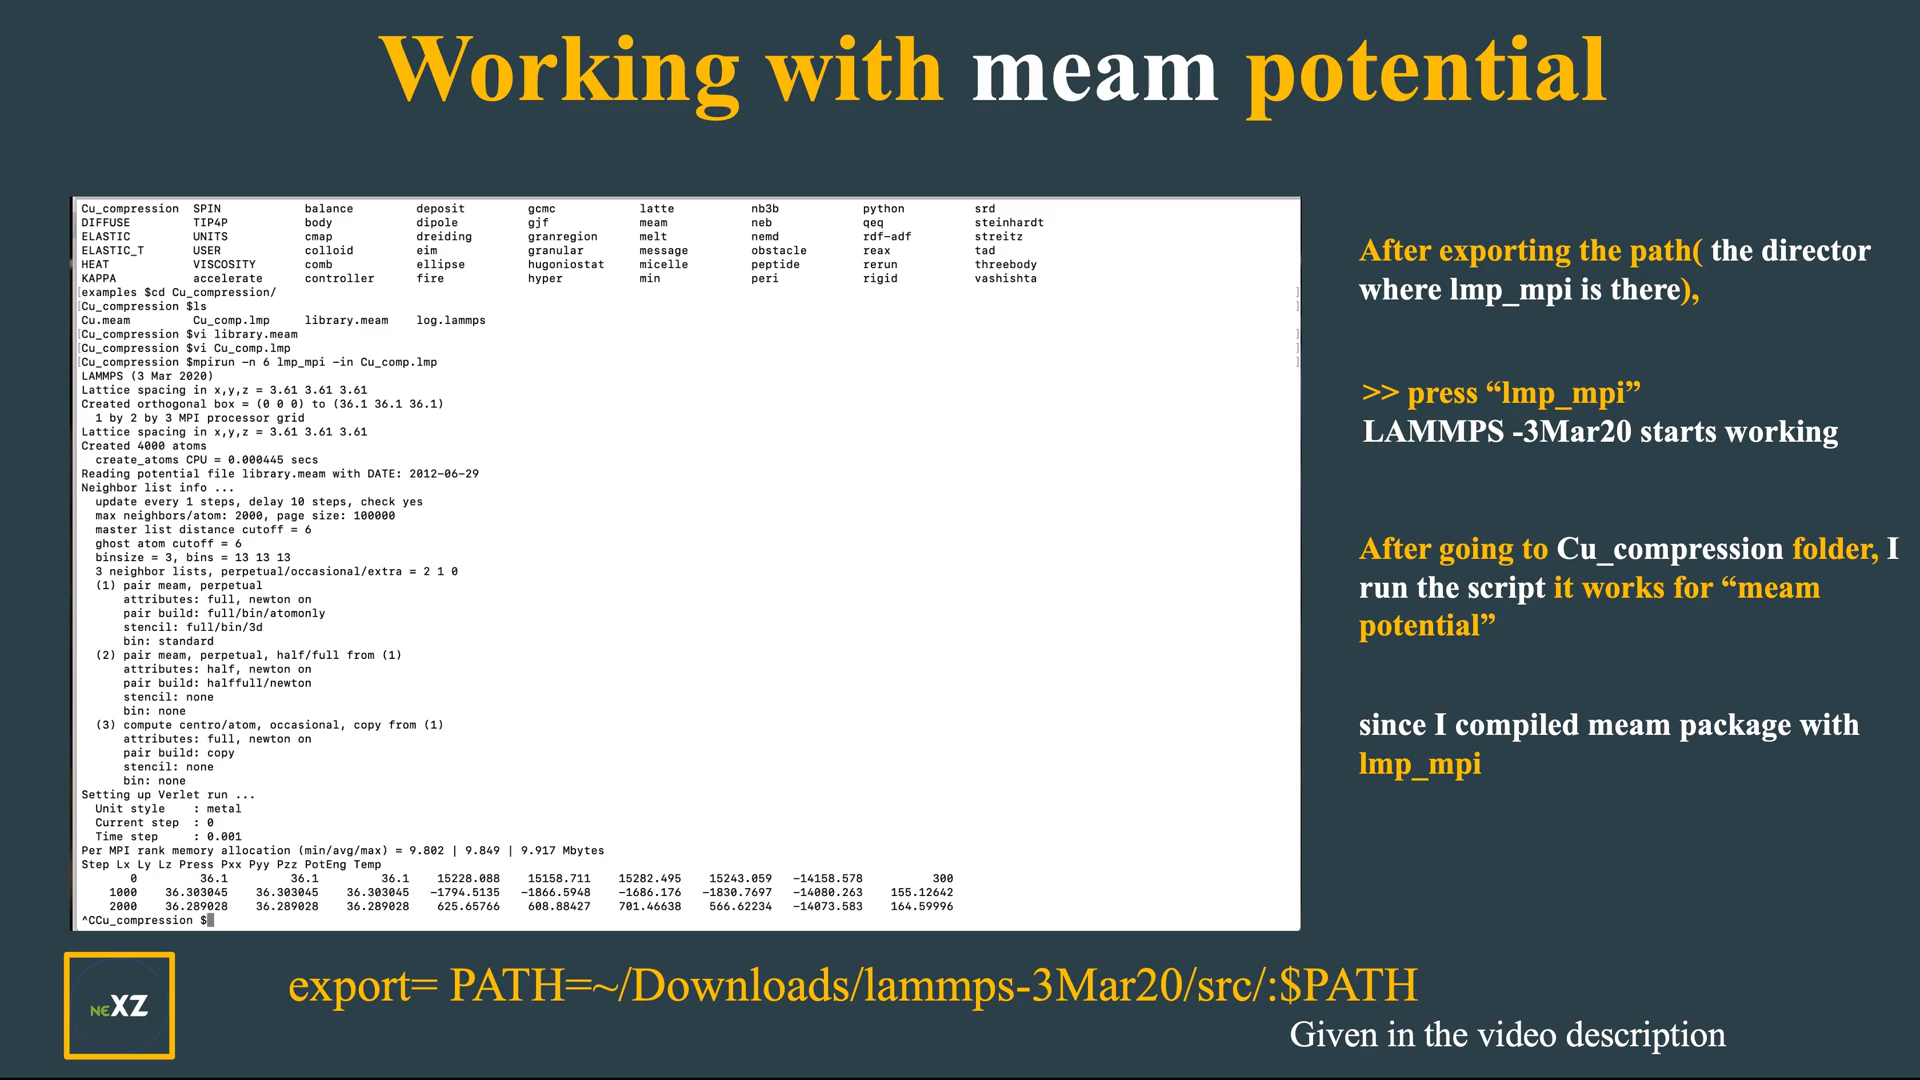 Working with meam potential
Cu_compression SPIN balance deposit gcmc latte nb3b python srd
DIFFUSE TIP4P body dipole gjf meam neb qeq steinhardt
ELASTIC UNITS cmap dreiding granregion melt nemd rdf-adf streitz
ELASTIC_T USER colloid eim granular message obstacle reax tad
HEAT VISCOSITY comb ellipse hugoniostat micelle peptide rerun threebody
KAPPA accelerate controller fire hyper min peri rigid vashishta
[examples $cd Cu_compression/ ]
[Cu_compression $ls ]
Cu.meam Cu_comp.lmp library.meam log.lammps
[Cu_compression $vi library.meam ]
[Cu_compression $vi Cu_comp.lmp ]
[Cu_compression $mpirun -n 6 lmp_mpi -in Cu_comp.lmp ]
LAMMPS (3 Mar 2020)
Lattice spacing in x,y,z = 3.61 3.61 3.61
Created orthogonal box = (0 0 0) to (36.1 36.1 36.1)
1 by 2 by 3 MPI processor grid
Lattice spacing in x,y,z = 3.61 3.61 3.61
Created 4000 atoms
create_atoms CPU = 0.000445 secs
Reading potential file library.meam with DATE: 2012-06-29
Neighbor list info ...
update every 1 steps, delay 10 steps, check yes
max neighbors/atom: 2000, page size: 100000
master list distance cutoff = 6
ghost atom cutoff = 6
binsize = 3, bins = 13 13 13
3 neighbor lists, perpetual/occasional/extra = 2 1 0
(1) pair meam, perpetual
attributes: full, newton on
pair build: full/bin/atomonly
stencil: full/bin/3d
bin: standard
(2) pair meam, perpetual, half/full from (1)
attributes: half, newton on
pair build: halffull/newton
stencil: none
bin: none
(3) compute centro/atom, occasional, copy from (1)
attributes: full, newton on
pair build: copy
stencil: none
bin: none
Setting up Verlet run ...
Unit style : metal
Current step : 0
Time step : 0.001
Per MPI rank memory allocation (min/avg/max) = 9.802 | 9.849 | 9.917 Mbytes
Step Lx Ly Lz Press Pxx Pyy Pzz PotEng Temp
0 36.1 36.1 36.1 15228.088 15158.711 15282.495 15243.059 -14158.578 300
1000 36.303045 36.303045 36.303045 -1794.5135 -1866.5948 -1686.176 -1830.7697 -14080.263 155.12642
2000 36.289028 36.289028 36.289028 625.65766 608.88427 701.46638 566.62234 -14073.583 164.59996
^CCu_compression $
After exporting the path( the director
where lmp_mpi is there),
>> press “lmp_mpi”
LAMMPS -3Mar20 starts working
After going to Cu_compression folder, I
run the script it works for “meam
potential”
since I compiled meam package with
lmp_mpi
export= PATH=~/Downloads/lammps-3Mar20/src/:$PATH
Given in the video description
NEXZ